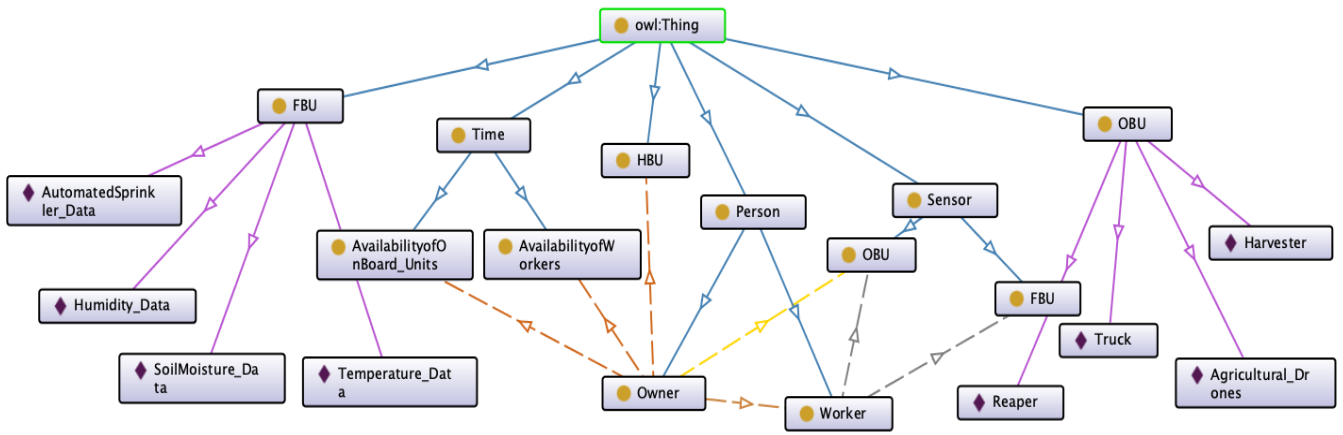 owl:Thing
FBU
OBU
Time
HBU
AutomatedSprink
ler_Data
Person
Sensor
Harvester
AvailabilityofO
nBoard_Units
AvailabilityofW
orkers
OBU
Humidity_Data
FBU
Truck
SoilMoisture_Da
ta
Temperature_Dat
a
Owner
Worker
Reaper
Agricultural_Dr
ones